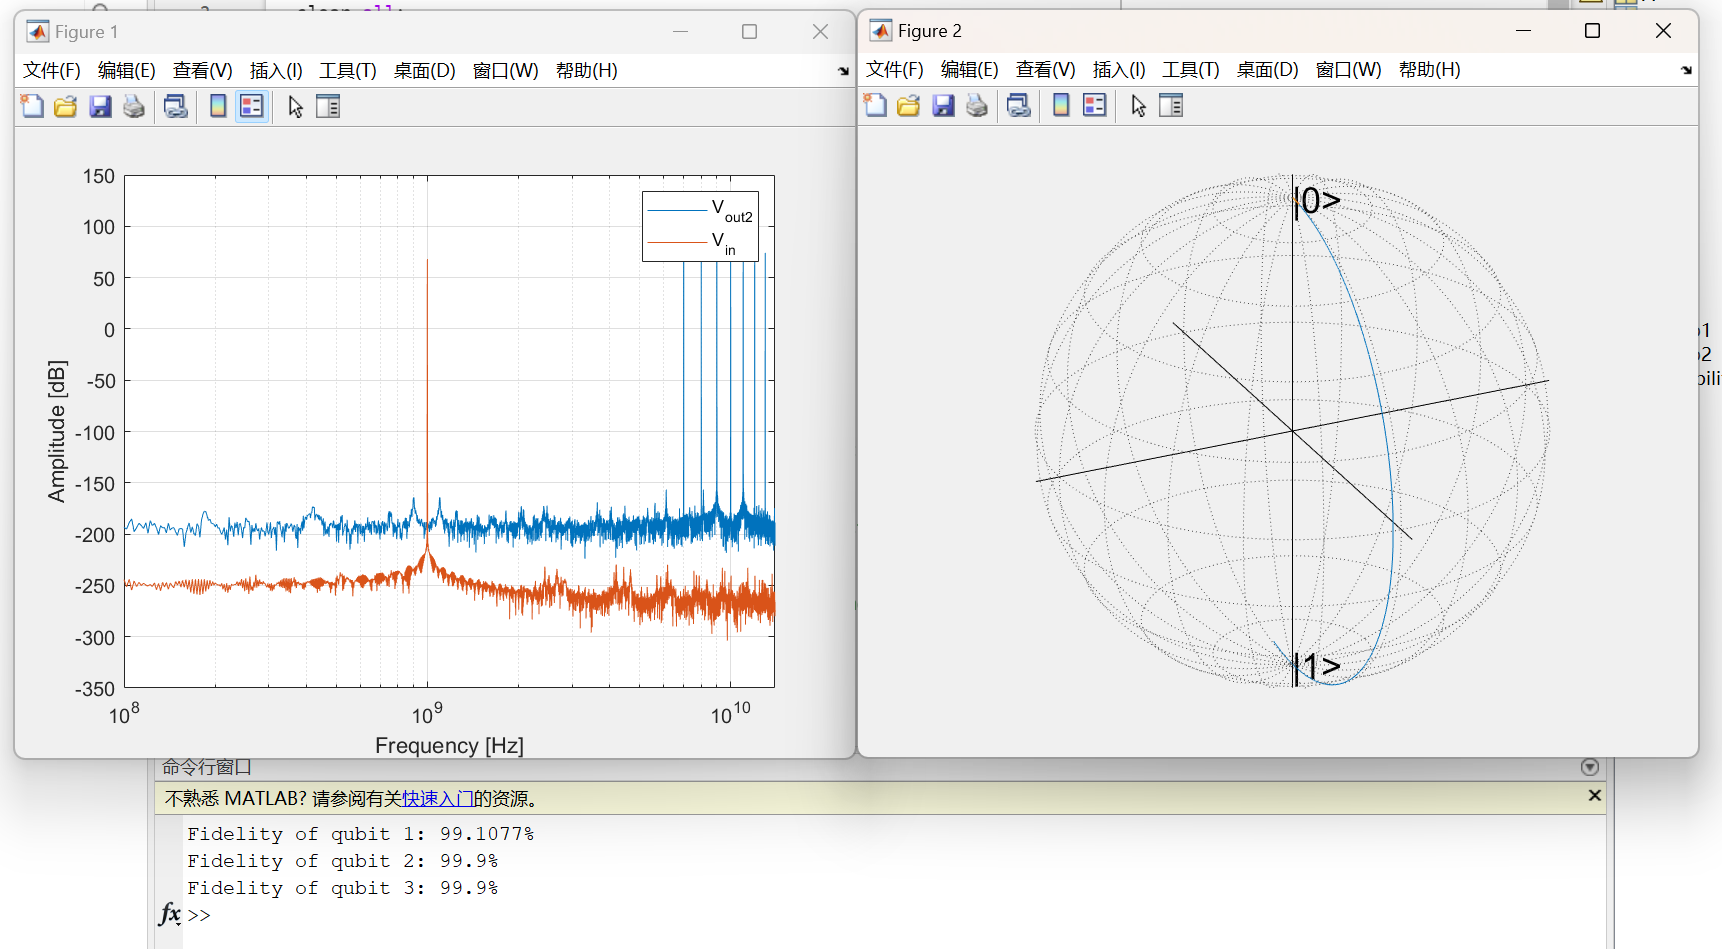 clean all;
Figure 1
文件(F) 编辑(E) 查看(V) 插入(I) 工具(T) 桌面(D) 窗口(W) 帮助(H)
150
100
50
0
-50
-100
-150
-200
-250
-300
-350
Amplitude [dB]
V_out2
V_in
10^8 10^9 10^10
Frequency [Hz]
Figure 2
文件(F) 编辑(E) 查看(V) 插入(I) 工具(T) 桌面(D) 窗口(W) 帮助(H)
|0>
|1>
命令行窗口
不熟悉 MATLAB? 请参阅有关快速入门的资源。
Fidelity of qubit 1: 99.1077%
Fidelity of qubit 2: 99.9%
Fidelity of qubit 3: 99.9%
fx >>